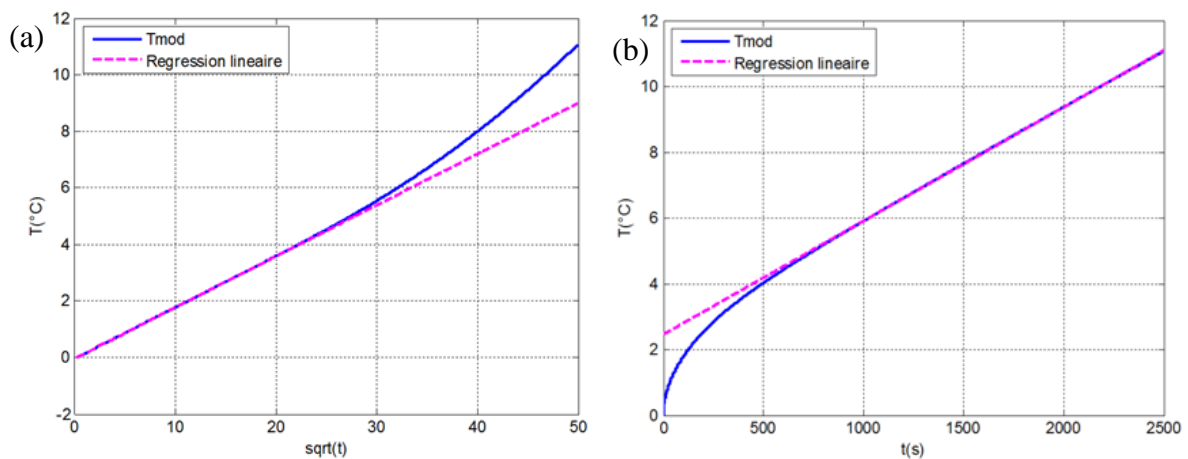 (a)
12
10
8
6
4
2
0
-2
T(°C)
Tmod
Regression lineaire
0 10 20 30 40 50
sqrt(t)
(b)
12
10
8
6
4
2
0
T(°C)
Tmod
Regression lineaire
0 500 1000 1500 2000 2500
t(s)